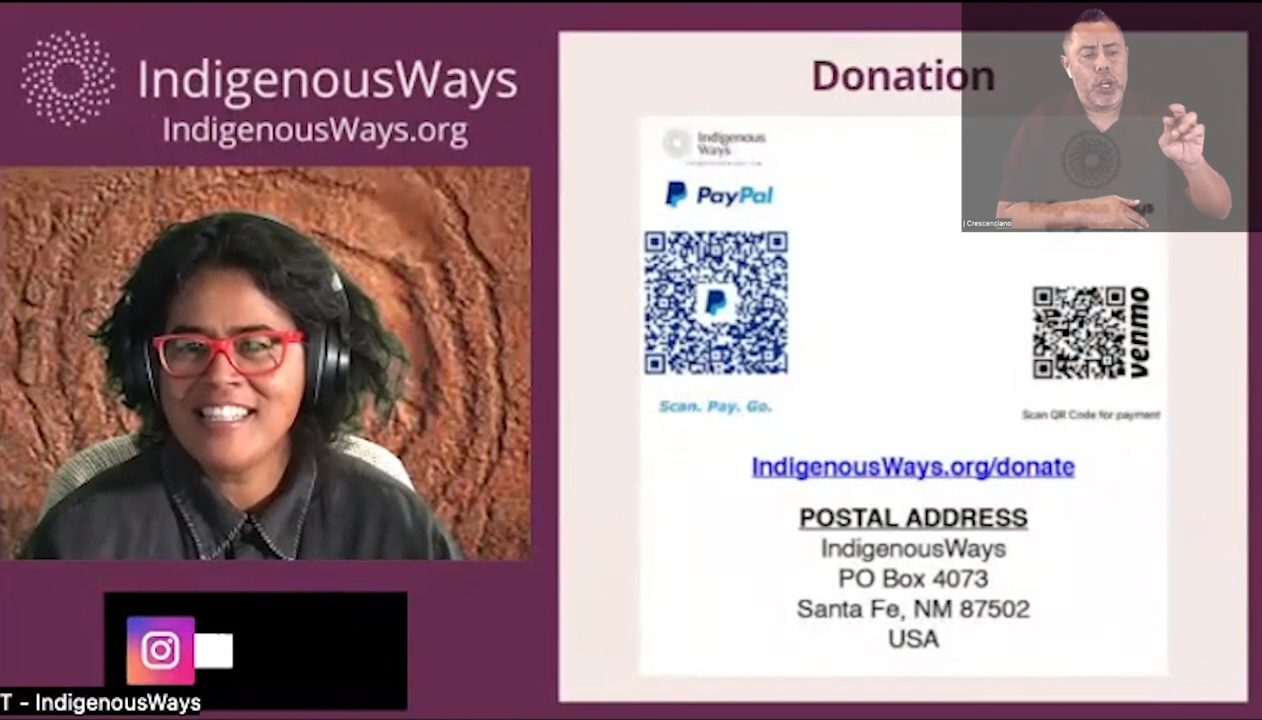 IndigenousWays
IndigenousWays.org
T - IndigenousWays
Donation
Indigenous
Ways
PayPal
Scan. Pay. Go.
| Crescenciano
venmo
Scan QR Code for payment
IndigenousWays.org/donate
POSTAL ADDRESS
IndigenousWays
PO Box 4073
Santa Fe, NM 87502
USA